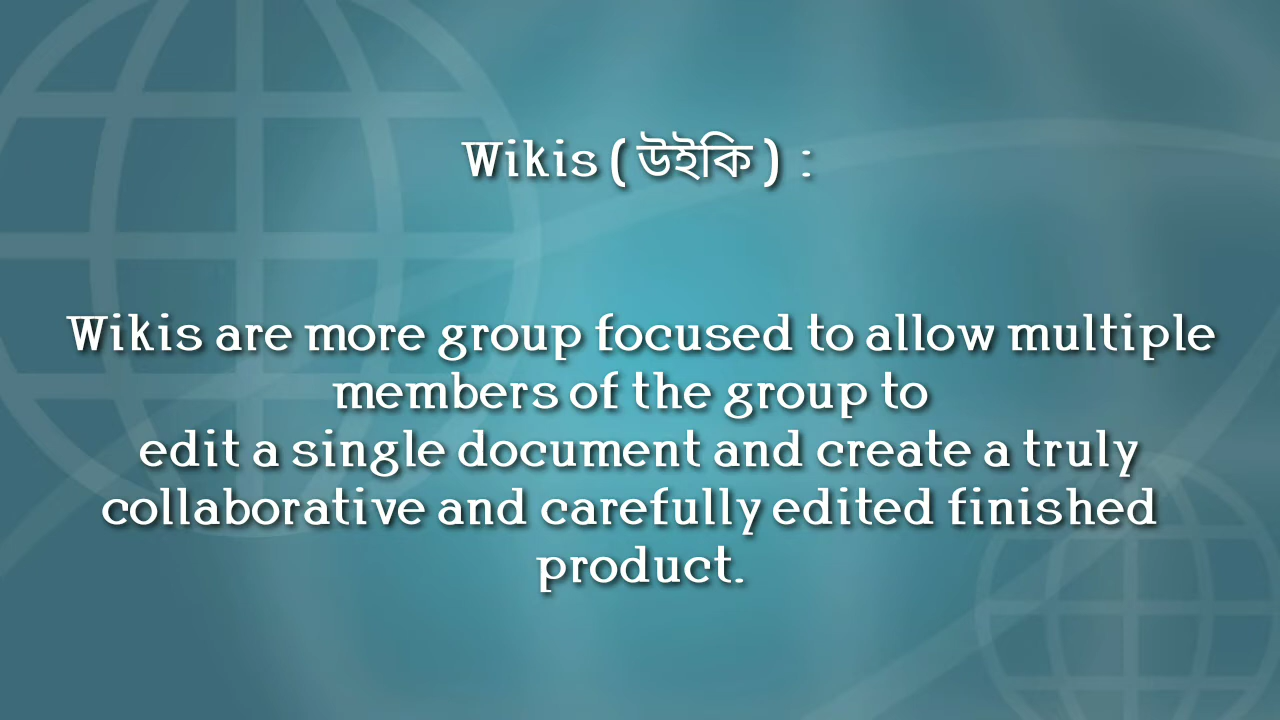 Wikis ( উইকি ) :
Wikis are more group focused to allow multiple
members of the group to
edit a single document and create a truly
collaborative and carefully edited finished
product.